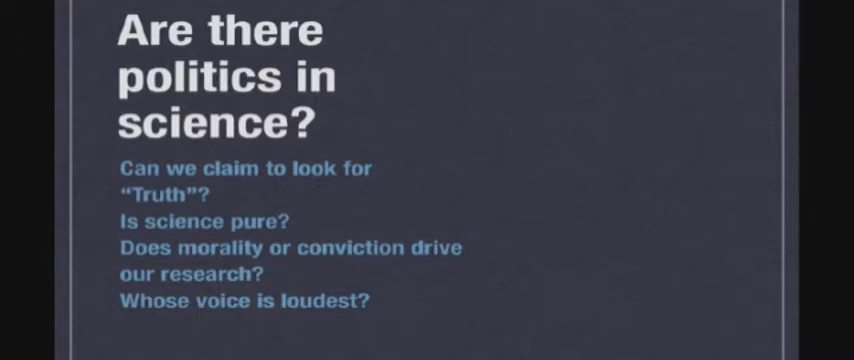 Are there
politics in
science?
Can we claim to look for
“Truth”?
Is science pure?
Does morality or conviction drive
our research?
Whose voice is loudest?